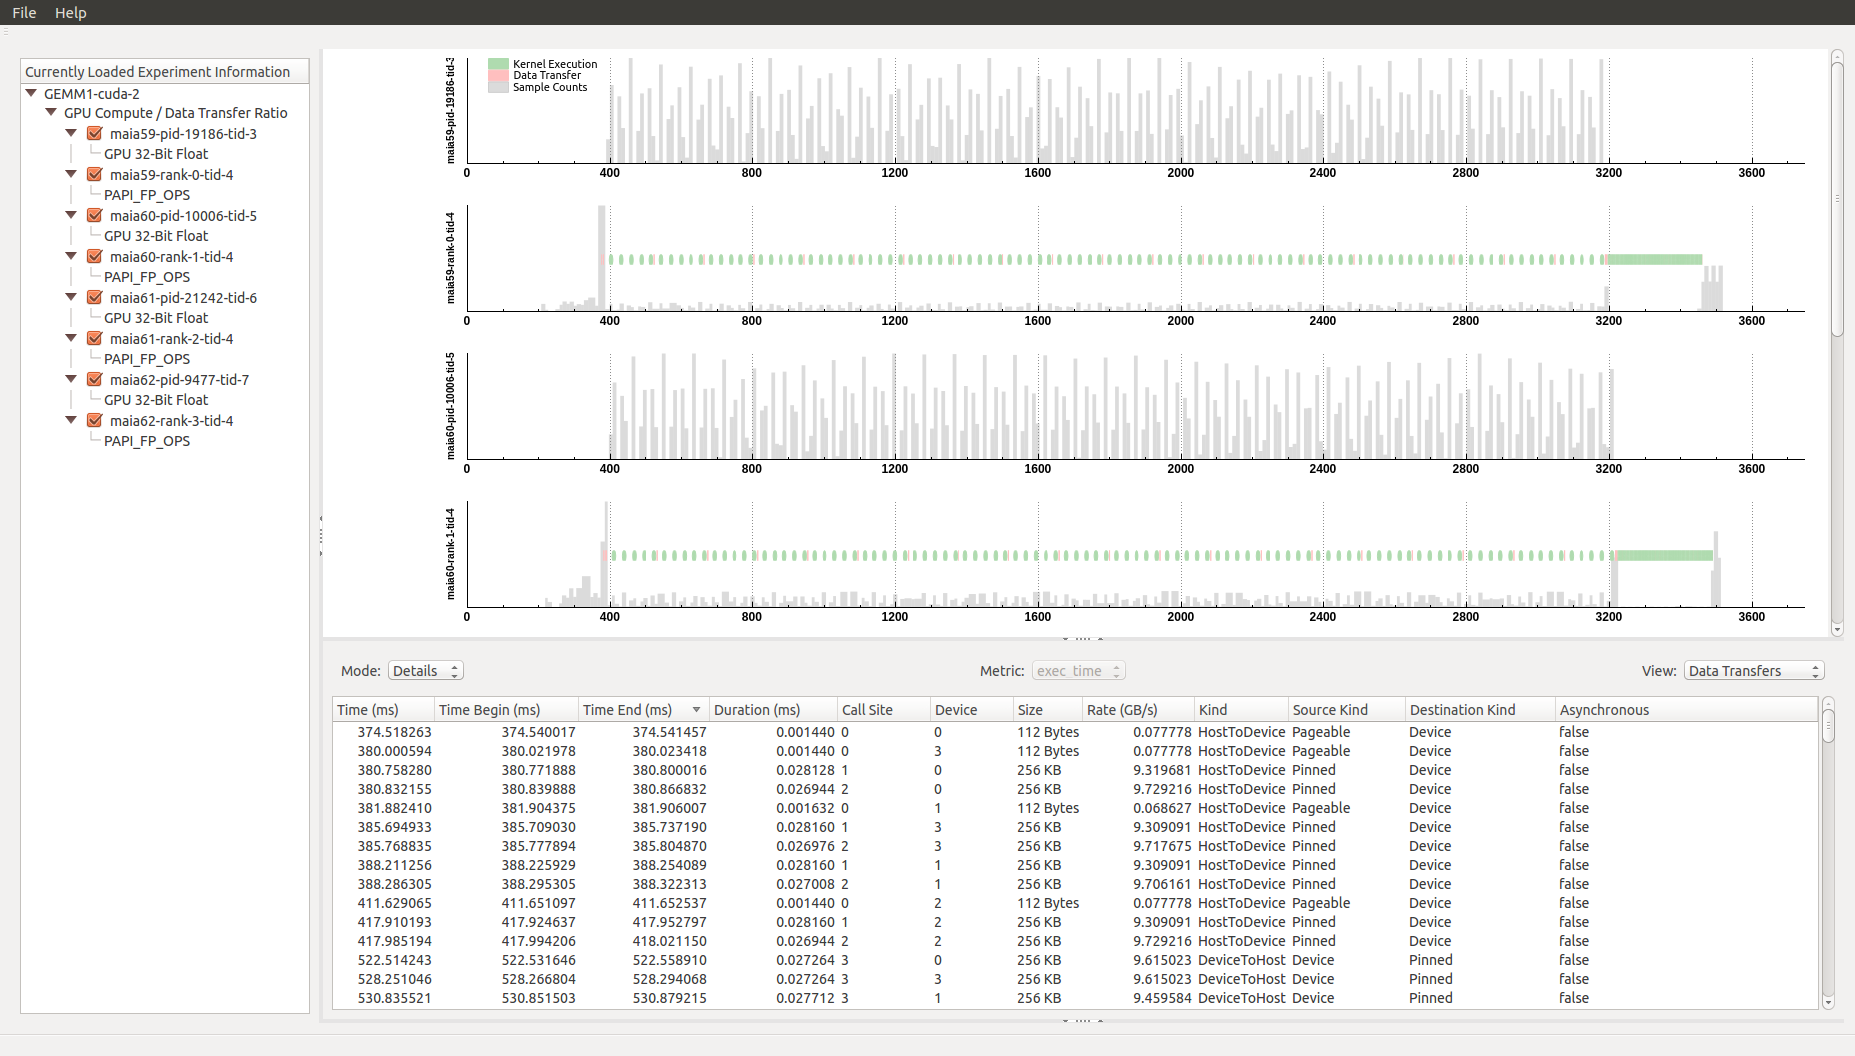 File Help
Currently Loaded Experiment Information
GEMM1-cuda-2
GPU Compute / Data Transfer Ratio
maia59-pid-19186-tid-3
GPU 32-Bit Float
maia59-rank-0-tid-4
PAPI_FP_OPS
maia60-pid-10006-tid-5
GPU 32-Bit Float
maia60-rank-1-tid-4
PAPI_FP_OPS
maia61-pid-21242-tid-6
GPU 32-Bit Float
maia61-rank-2-tid-4
PAPI_FP_OPS
maia62-pid-9477-tid-7
GPU 32-Bit Float
maia62-rank-3-tid-4
PAPI_FP_OPS
maia59-pid-19186-tid-3
Kernel Execution
Data Transfer
Sample Counts
0 400 800 1200 1600 2000 2400 2800 3200 3600
maia59-rank-0-tid-4
0 400 800 1200 1600 2000 2400 2800 3200 3600
maia60-pid-10006-tid-5
0 400 800 1200 1600 2000 2400 2800 3200 3600
maia60-rank-1-tid-4
0 400 800 1200 1600 2000 2400 2800 3200 3600
Mode: Details Metric: exec_time View: Data Transfers
Time (ms) Time Begin (ms) Time End (ms) Duration (ms) Call Site Device Size Rate (GB/s) Kind Source Kind Destination Kind Asynchronous
374.518263 374.540017 374.541457 0.001440 0 0 112 Bytes 0.077778 HostToDevice Pageable Device false
380.000594 380.021978 380.023418 0.001440 0 3 112 Bytes 0.077778 HostToDevice Pageable Device false
380.758280 380.771888 380.800016 0.028128 1 0 256 KB 9.319681 HostToDevice Pinned Device false
380.832155 380.839888 380.866832 0.026944 2 0 256 KB 9.729216 HostToDevice Pinned Device false
381.882410 381.904375 381.906007 0.001632 0 1 112 Bytes 0.068627 HostToDevice Pageable Device false
385.694933 385.709030 385.737190 0.028160 1 3 256 KB 9.309091 HostToDevice Pinned Device false
385.768835 385.777894 385.804870 0.026976 2 3 256 KB 9.717675 HostToDevice Pinned Device false
388.211256 388.225929 388.254089 0.028160 1 1 256 KB 9.309091 HostToDevice Pinned Device false
388.286305 388.295305 388.322313 0.027008 2 1 256 KB 9.706161 HostToDevice Pinned Device false
411.629065 411.651097 411.652537 0.001440 0 2 112 Bytes 0.077778 HostToDevice Pageable Device false
417.910193 417.924637 417.952797 0.028160 1 2 256 KB 9.309091 HostToDevice Pinned Device false
417.985194 417.994206 418.021150 0.026944 2 2 256 KB 9.729216 HostToDevice Pinned Device false
522.514243 522.531646 522.558910 0.027264 3 0 256 KB 9.615023 DeviceToHost Device Pinned false
528.251046 528.266804 528.294068 0.027264 3 3 256 KB 9.615023 DeviceToHost Device Pinned false
530.835521 530.851503 530.879215 0.027712 3 1 256 KB 9.459584 DeviceToHost Device Pinned false